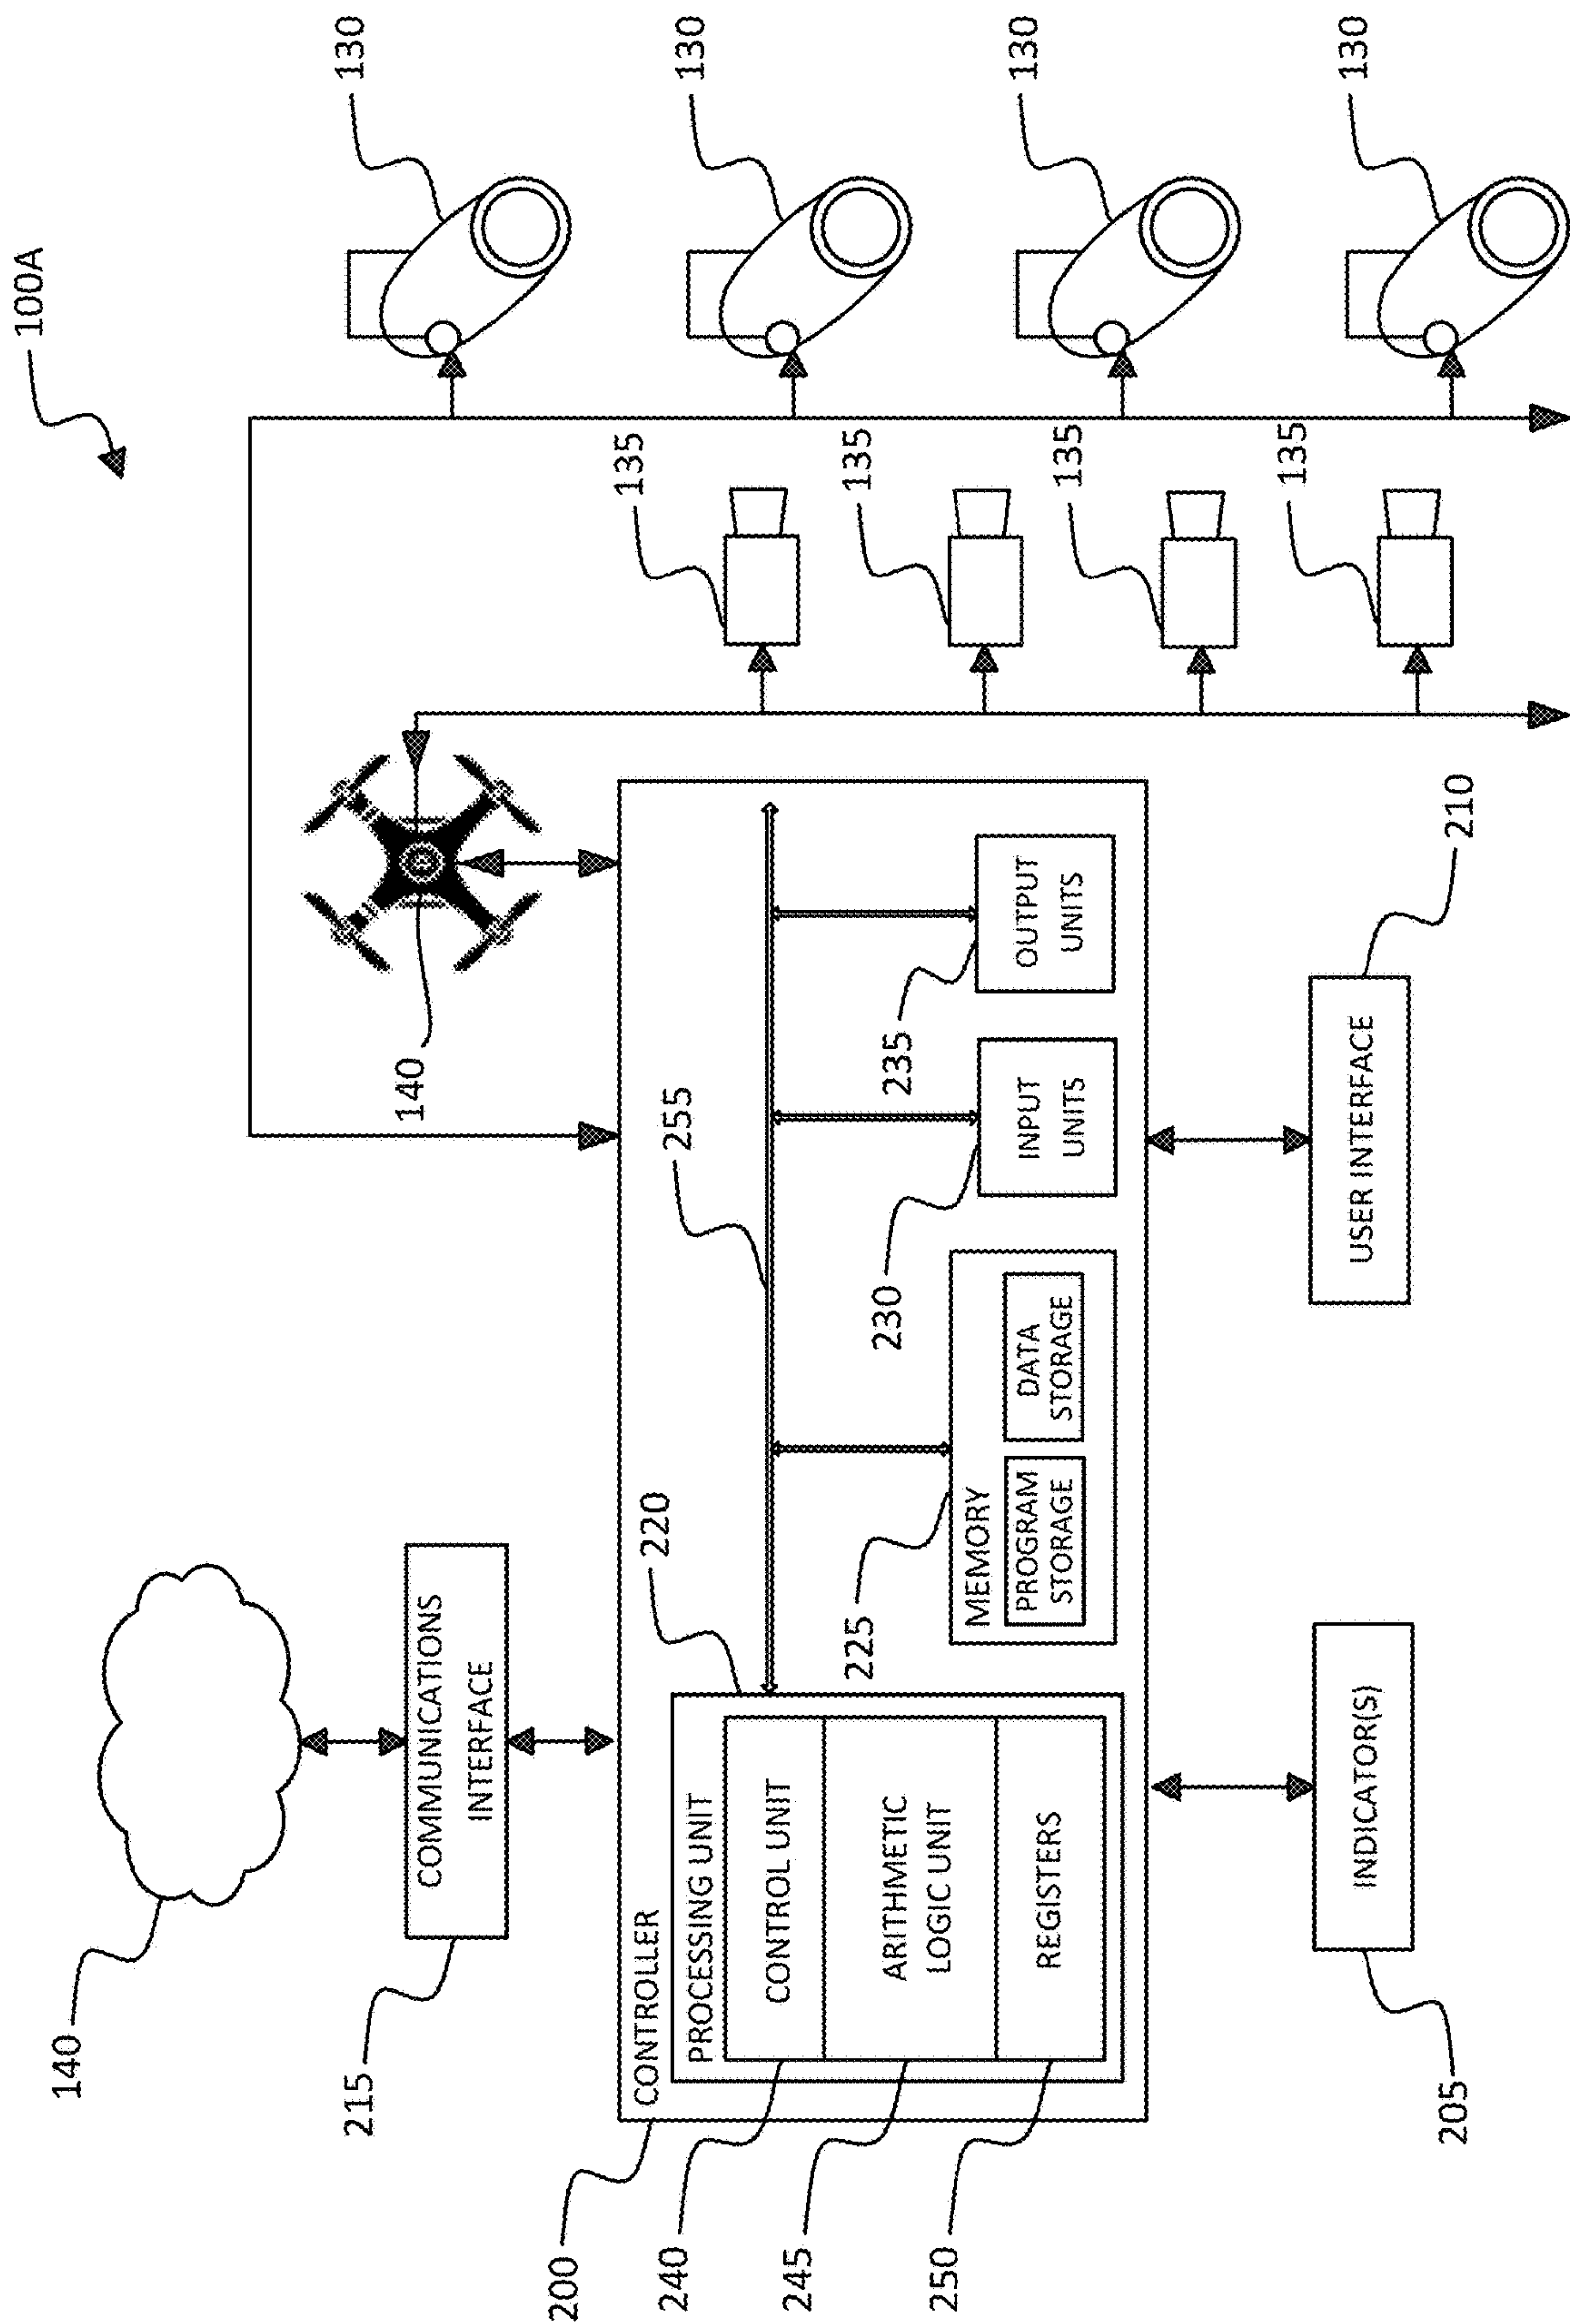 100A
130
130
130
130
135
135
135
135
140
140
215
COMMUNICATIONS
INTERFACE
200
CONTROLLER
220
255
PROCESSING UNIT
240
CONTROL UNIT
245
ARITHMETIC
LOGIC UNIT
250
REGISTERS
225
MEMORY
PROGRAM
STORAGE
DATA
STORAGE
230
INPUT
UNITS
235
OUTPUT
UNITS
205
INDICATOR(S)
USER INTERFACE
210